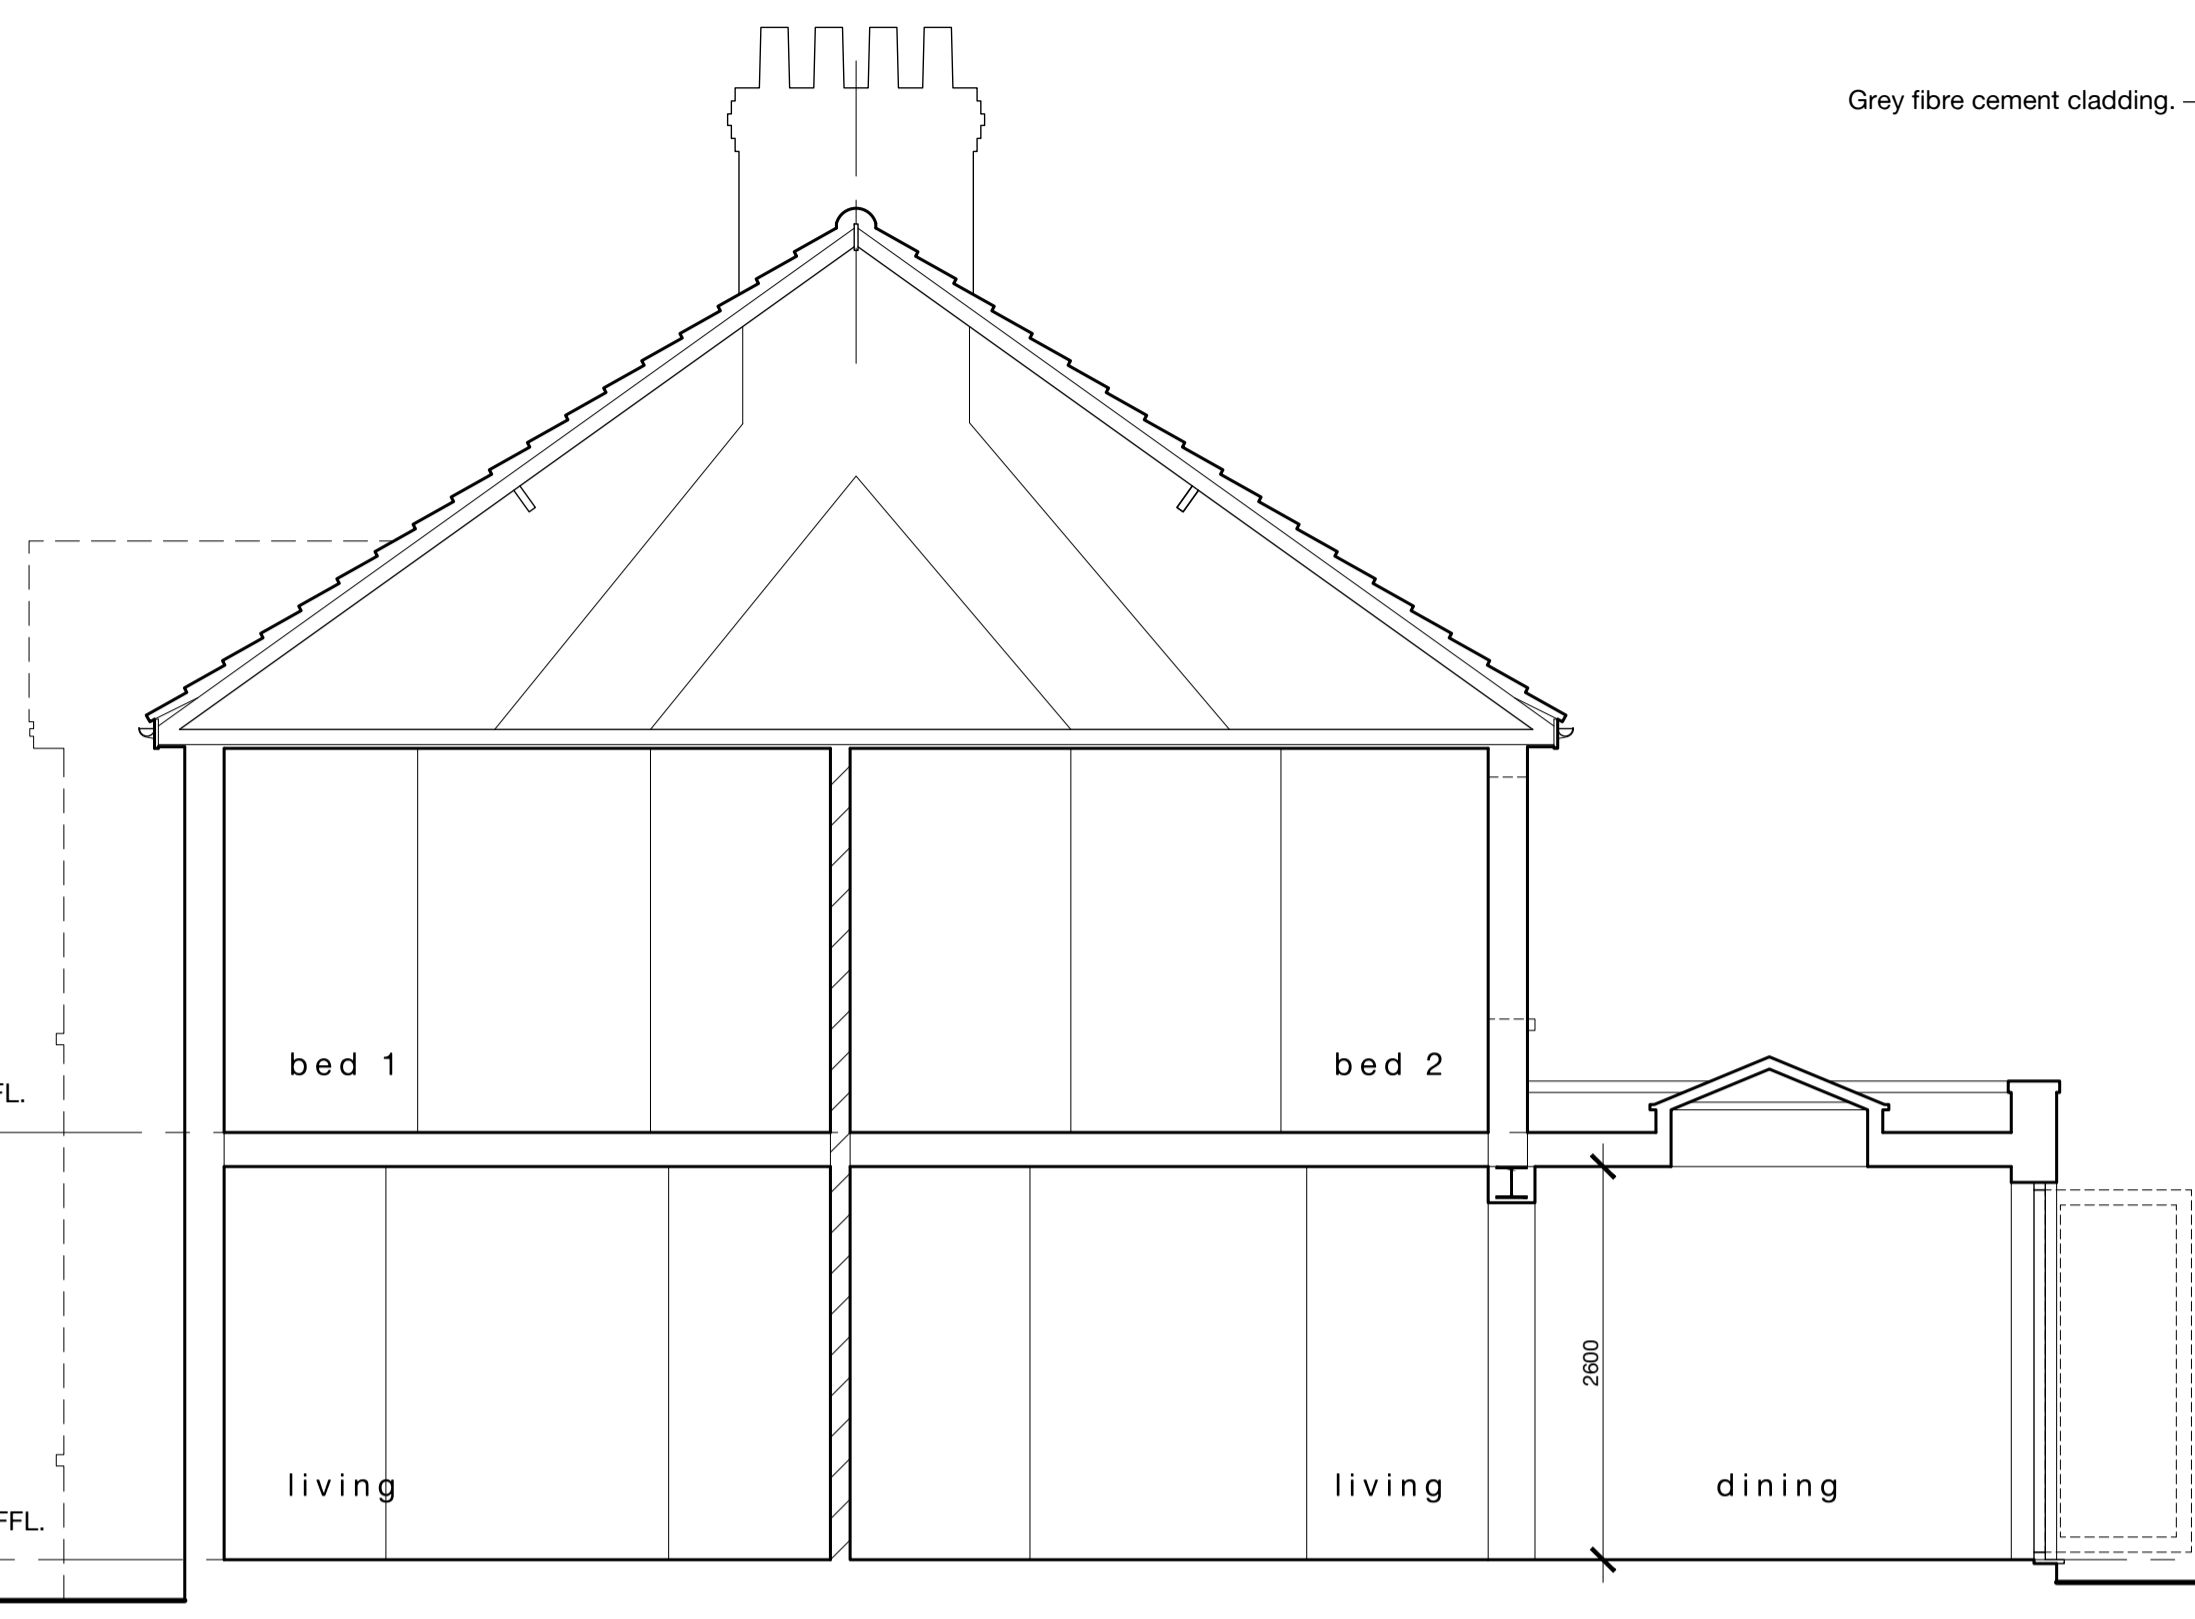 Grey fibre cement cladding.
bed 1
bed 2
FL.
2600
living
living
dining
FFL.